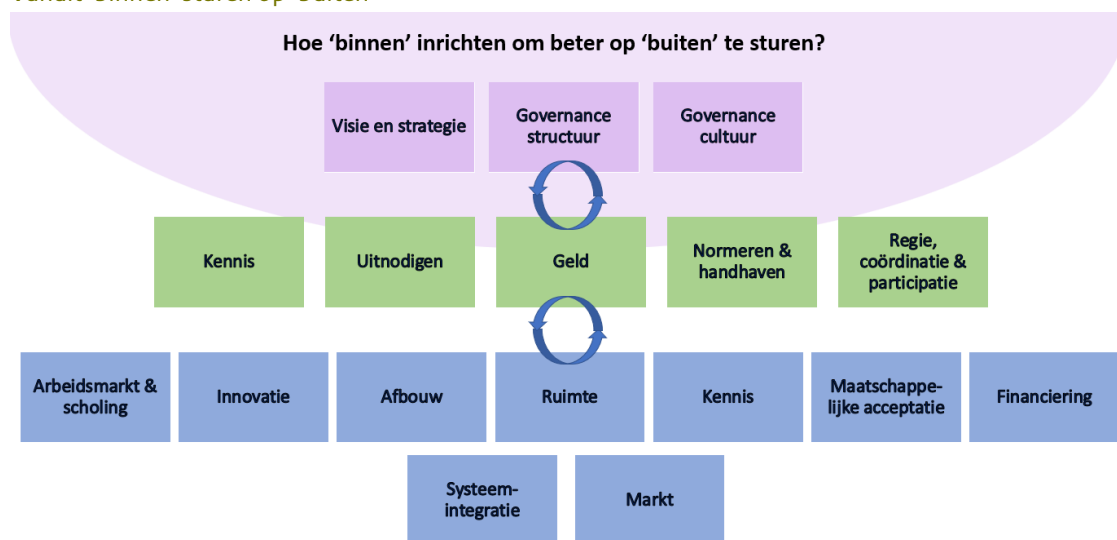 Hoe ‘binnen’ inrichten om beter op ‘buiten’ te sturen?
Visie en strategie
Governance
structuur
Governance
cultuur
Kennis
Uitnodigen
Geld
Normeren &
handhaven
Regie,
coördinatie &
participatie
Arbeidsmarkt &
scholing
Innovatie
Afbouw
Ruimte
Kennis
Maatschappe-
lijke acceptatie
Financiering
Systeem-
integratie
Markt